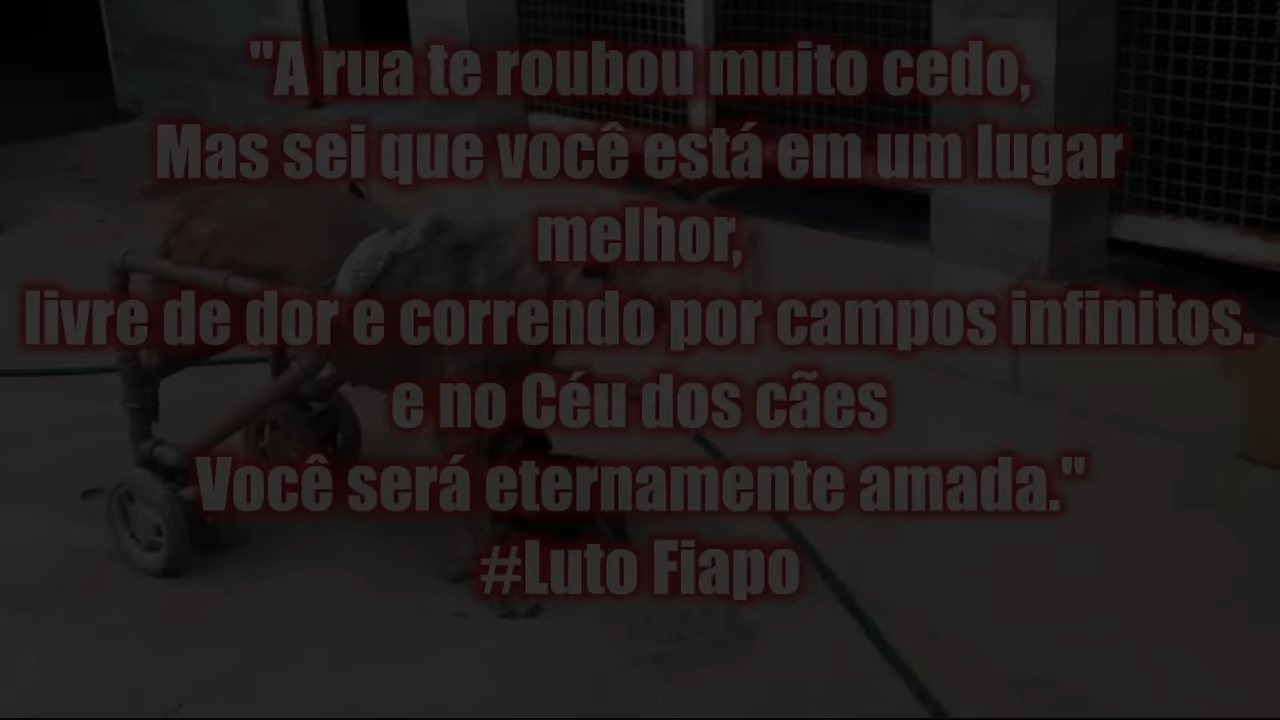 "A rua te roubou muito cedo,
Mas sei que você está em um lugar
melhor,
livre de dor e correndo por campos infinitos.
e no Céu dos cães
Você será eternamente amada."
#Luto Fiapo